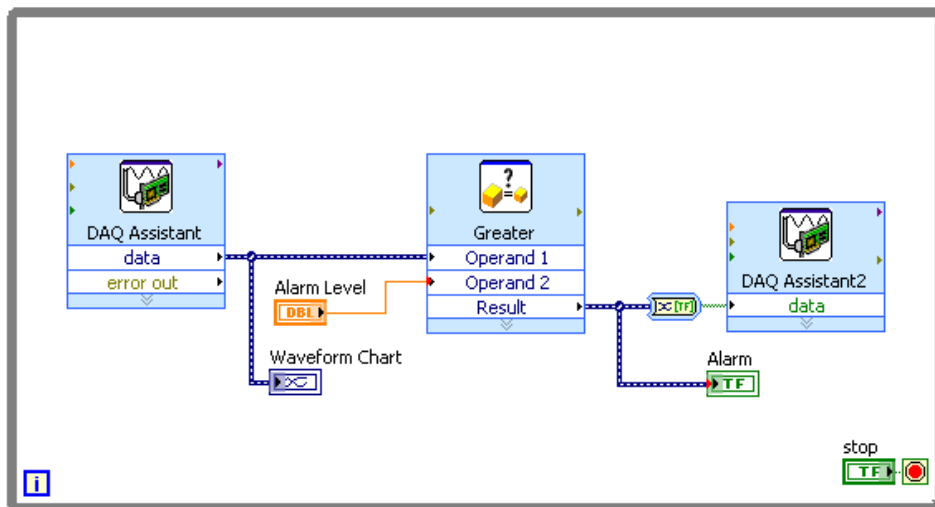 DAQ Assistant
data
error out
Alarm Level
DBL
Waveform Chart
?
=
Greater
Operand 1
Operand 2
Result
[TF]
DAQ Assistant2
data
Alarm
TF
stop
TF
i